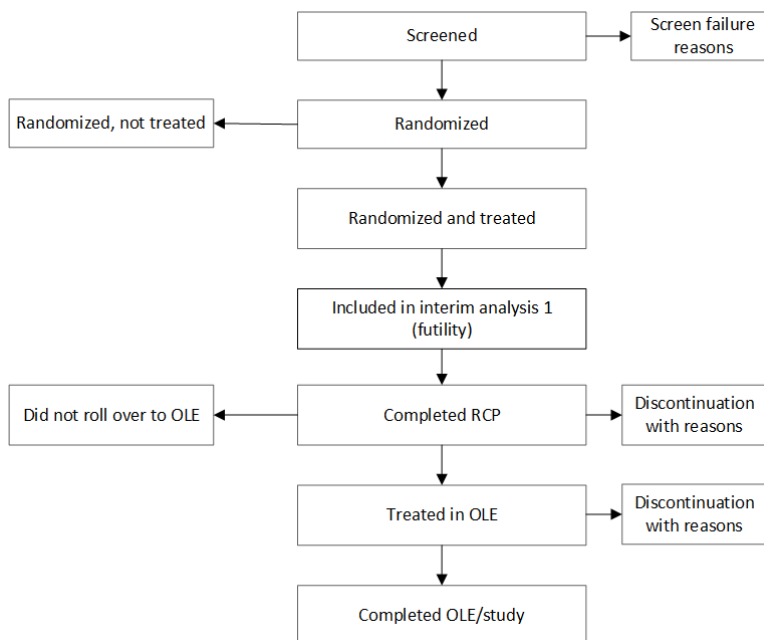 Screened
Screen failure
reasons
Randomized, not treated
Randomized
Randomized and treated
Included in interim analysis 1
(futility)
Did not roll over to OLE
Completed RCP
Discontinuation
with reasons
Treated in OLE
Discontinuation
with reasons
Completed OLE/study